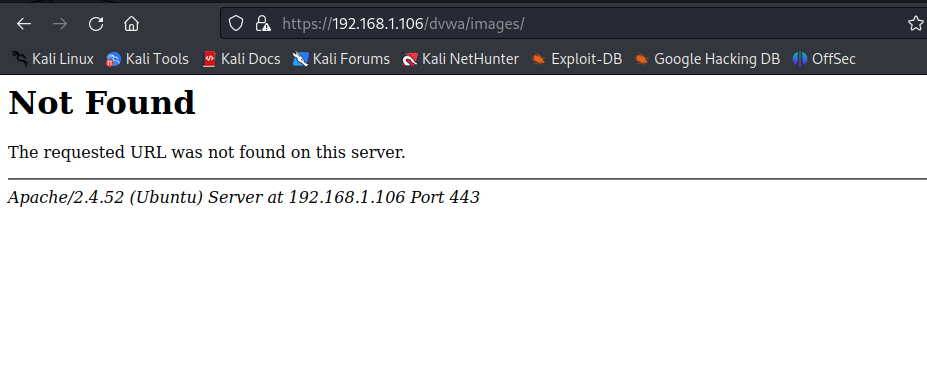 https://192.168.1.106/dvwa/images/
Kali Linux Kali Tools Kali Docs Kali Forums Kali NetHunter Exploit-DB Google Hacking DB OffSec
Not Found
The requested URL was not found on this server.
Apache/2.4.52 (Ubuntu) Server at 192.168.1.106 Port 443